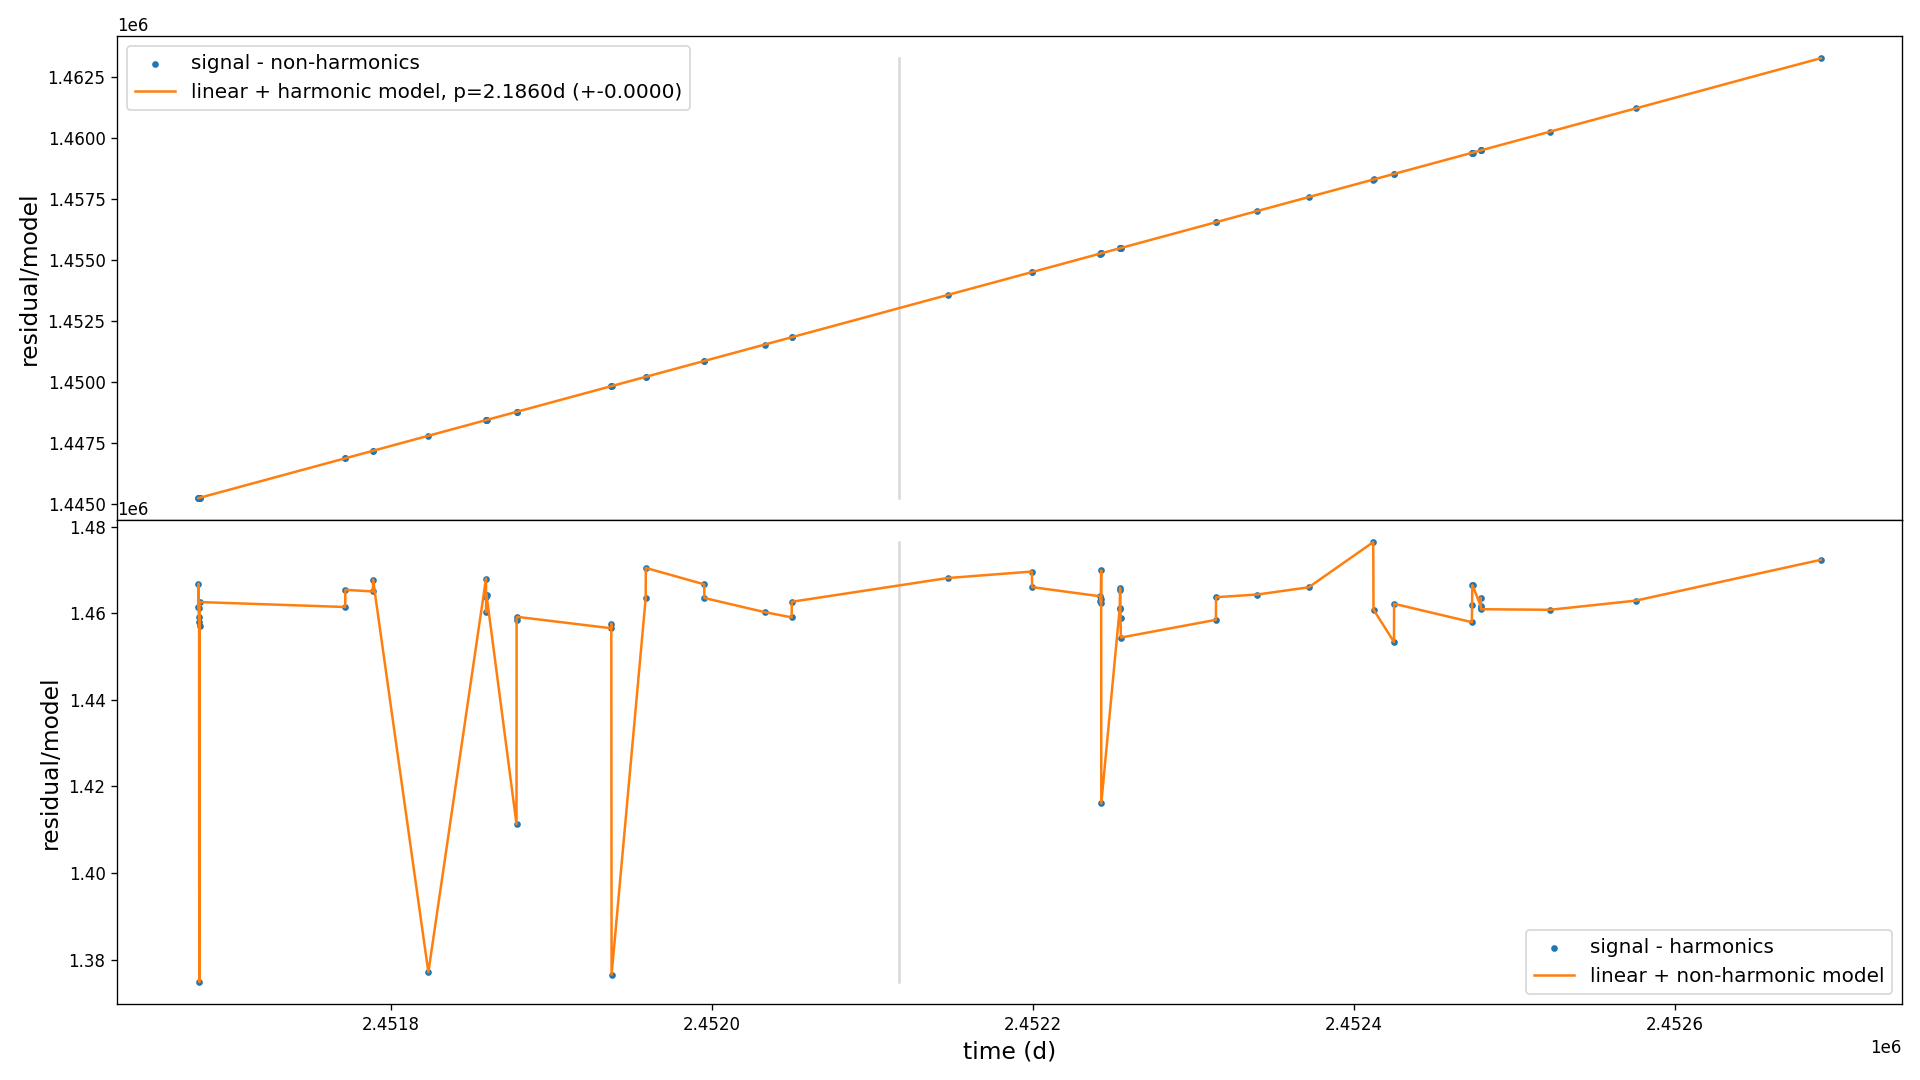 1e6
signal - non-harmonics
linear + harmonic model, p=2.1860d (+-0.0000)
1.4625
1.4600
1.4575
1.4550
1.4525
1.4500
1.4475
1.4450
residual/model
1e6
1.48
1.46
1.44
1.42
1.40
1.38
residual/model
signal - harmonics
linear + non-harmonic model
2.4518
2.4520
2.4522
2.4524
2.4526
1e6
time (d)